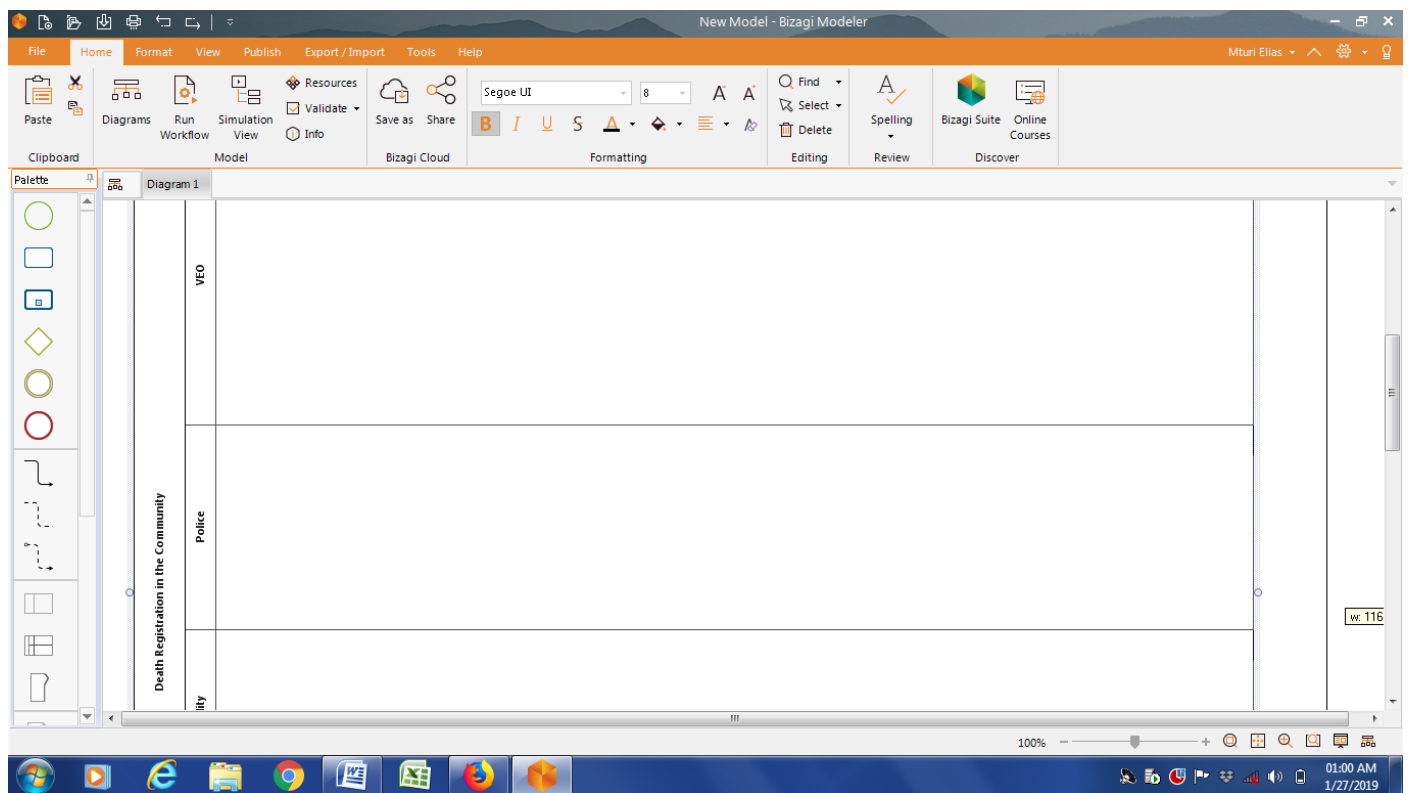 New Model - Bizagi Modeler
File Home Format View Publish Export / Import Tools Help Mturi Elias
Paste Diagrams Run Workflow Simulation View Resources Validate Info Save as Share Segoe UI 8 A A B I U S A Find Select Delete Spelling Bizagi Suite Online Courses
Clipboard Model Bizagi Cloud Formatting Editing Review Discover
Palette Diagram 1
VEO
Police
Death Registration in the Community
ility
w: 116
100%
01:00 AM
1/27/2019